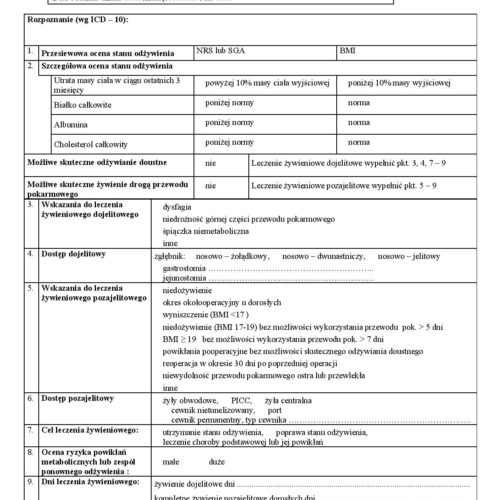 Rozpoznanie (wg ICD – 10):
1. Przesiewowa ocena stanu odżywienia NRS lub SGA BMI
2. Szczegółowa ocena stanu odżywienia
Utrata masy ciała w ciągu ostatnich 3 miesięcy powyżej 10% masy ciała wyjściowej poniżej 10% masy wyjściowej
Białko całkowite poniżej normy norma
Albumina poniżej normy norma
Cholesterol całkowity poniżej normy norma
Możliwe skuteczne odżywianie doustne nie Leczenie żywieniowe dojelitowe wypełnić pkt. 3, 4, 7 – 9
Możliwe skuteczne żywienie drogą przewodu pokarmowego nie Leczenie żywieniowe pozajelitowe wypełnić pkt. 5 – 9
3. Wskazania do leczenia żywieniowego dojelitowego
dysfagia
niedrożność górnej części przewodu pokarmowego
śpiączka niemetaboliczna
inne
4. Dostęp dojelitowy
zgłębnik: nosowo – żołądkowy, nosowo – dwunastniczy, nosowo – jelitowy
gastrostomia ……………………………………………..
jejunostomia ……………………………………………..
5. Wskazania do leczenia żywieniowego pozajelitowego
niedożywienie
okres okołooperacyjny u dorosłych
wyniszczenie (BMI <17 )
niedożywienie (BMI 17-19) bez możliwości wykorzystania przewodu pok. > 5 dni
BMI ≥ 19 bez możliwości wykorzystania przewodu pok. > 7 dni
powikłania pooperacyjne bez możliwości skutecznego odżywania doustnego
reoperacja w okresie 30 dni po poprzedniej operacji
niewydolność przewodu pokarmowego ostra lub przewlekła
inne
6. Dostęp pozajelitowy
żyły obwodowe, PICC, żyła centralna
cewnik nietunelizowany, port
cewnik permanentny, typ cewnika ……………………………………………….
7. Cel leczenia żywieniowego:
utrzymanie stanu odżywienia, poprawa stanu odżywienia,
leczenie choroby podstawowej lub jej powikłań
8. Ocena ryzyka powikłań metabolicznych lub zespół ponownego odżywienia :
małe duże
9. Dni leczenia żywieniowego:
żywienie dojelitowe dni ……………………………………………………………
kompletne żywienie pozajelitowe dorosłych dni